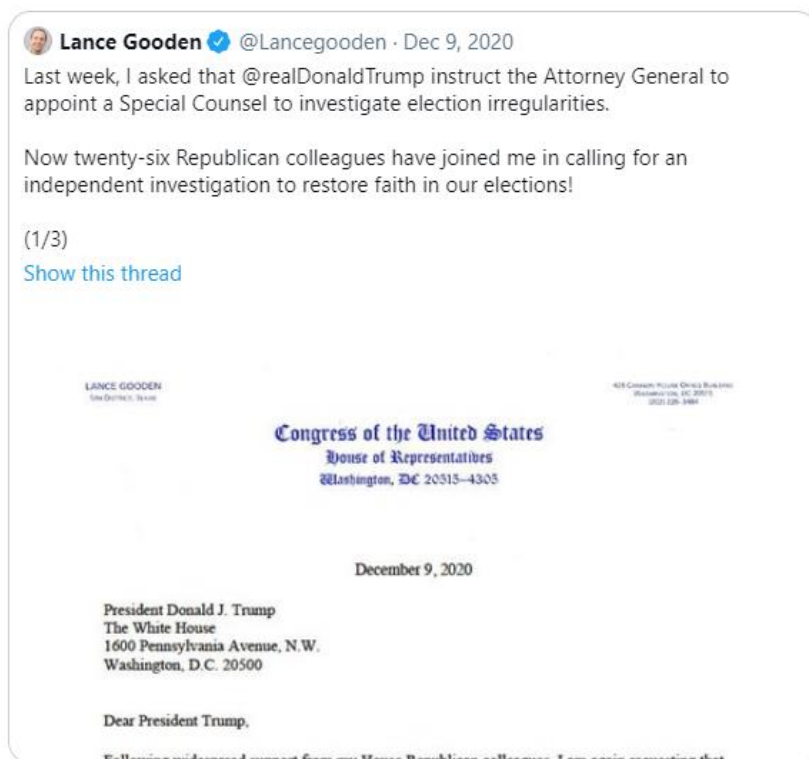 Lance Gooden @Lancegooden · Dec 9, 2020
Last week, I asked that @realDonaldTrump instruct the Attorney General to
appoint a Special Counsel to investigate election irregularities.
Now twenty-six Republican colleagues have joined me in calling for an
independent investigation to restore faith in our elections!
(1/3)
Show this thread
LANCE GOODEN
Congress of the United States
House of Representatives
Washington, DC 20515–4305
December 9, 2020
President Donald J. Trump
The White House
1600 Pennsylvania Avenue, N.W.
Washington, D.C. 20500
Dear President Trump,